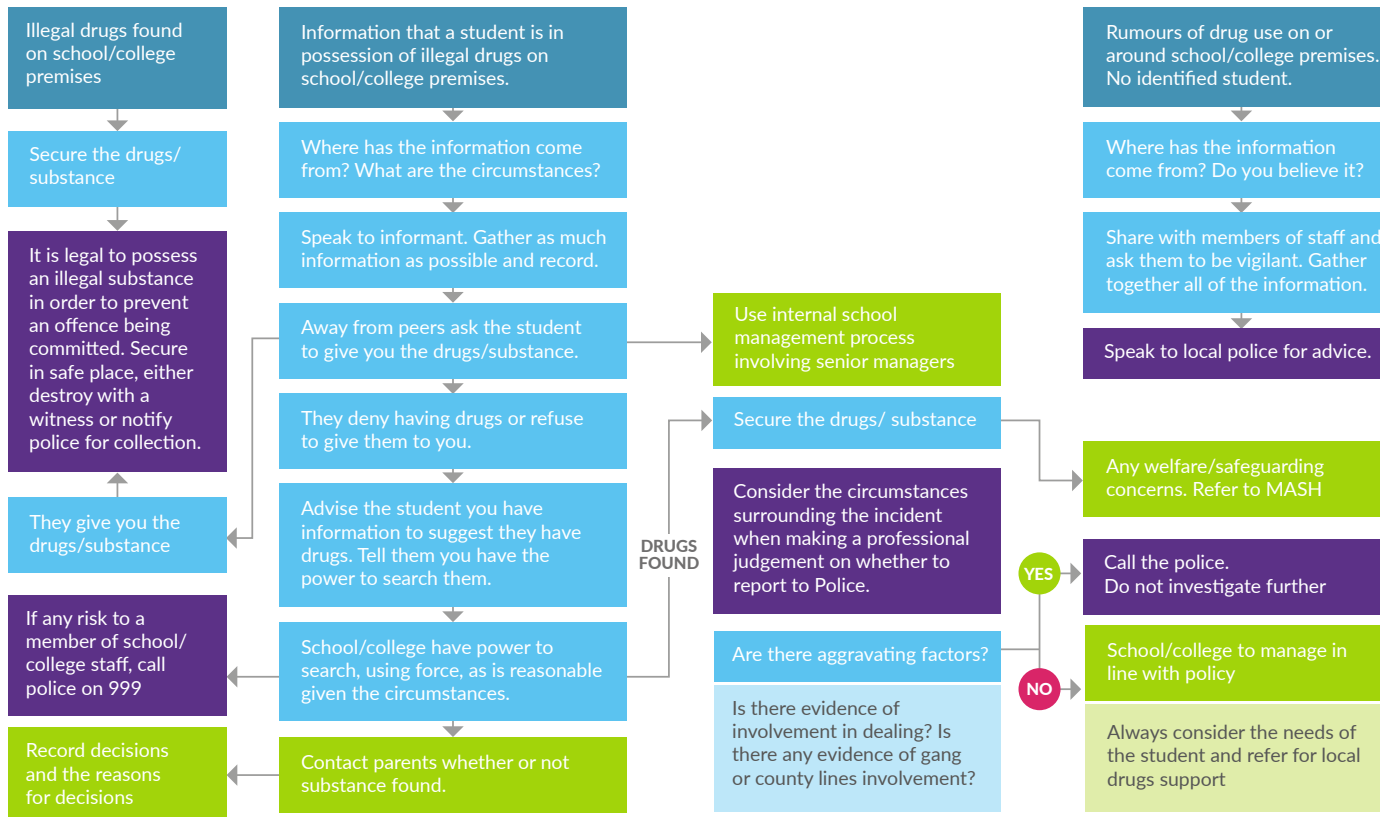 Illegal drugs found
on school/college
premises
Secure the drugs/
substance
It is legal to possess
an illegal substance
in order to prevent
an offence being
committed. Secure
in safe place, either
destroy with a
witness or notify
police for collection.
They give you the
drugs/substance
If any risk to a
member of school/
college staff, call
police on 999
Record decisions
and the reasons
for decisions
Information that a student is in
possession of illegal drugs on
school/college premises.
Where has the information come
from? What are the circumstances?
Speak to informant. Gather as much
information as possible and record.
Away from peers ask the student
to give you the drugs/substance.
They deny having drugs or refuse
to give them to you.
Advise the student you have
information to suggest they have
drugs. Tell them you have the
power to search them.
School/college have power to
search, using force, as is reasonable
given the circumstances.
Contact parents whether or not
substance found.
DRUGS
FOUND
Use internal school
management process
involving senior managers
Secure the drugs/ substance
Consider the circumstances
surrounding the incident
when making a professional
judgement on whether to
report to Police.
Are there aggravating factors?
Is there evidence of
involvement in dealing? Is
there any evidence of gang
or county lines involvement?
YES
NO
Rumours of drug use on or
around school/college premises.
No identified student.
Where has the information
come from? Do you believe it?
Share with members of staff and
ask them to be vigilant. Gather
together all of the information.
Speak to local police for advice.
Any welfare/safeguarding
concerns. Refer to MASH
Call the police.
Do not investigate further
School/college to manage in
line with policy
Always consider the needs of
the student and refer for local
drugs support